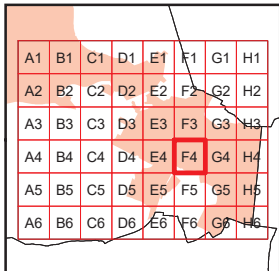 A1 B1 C1 D1 E1 F1 G1 H1
A2 B2 C2 D2 E2 F2 G2 H2
A3 B3 C3 D3 E3 F3 G3 H3
A4 B4 C4 D4 E4 F4 G4 H4
A5 B5 C5 D5 E5 F5 G5 H5
A6 B6 C6 D6 E6 F6 G6 H6